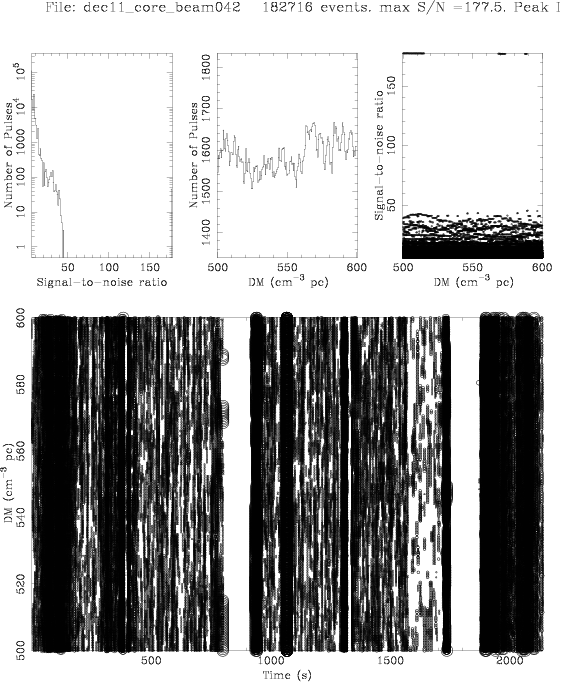 File: dec11_core_beam042 182716 events. max S/N =177.5. Peak
Number of Pulses
1 10 100 1000 10^4 10^5
50 100 150
Signal-to-noise ratio
Number of Pulses
1400 1500 1600 1700 1800
500 550 600
DM (cm^-3 pc)
Signal-to-noise ratio
50 100 150
500 550 600
DM (cm^-3 pc)
DM (cm^-3 pc)
500 520 540 560 580 600
500 1000 1500 2000
Time (s)